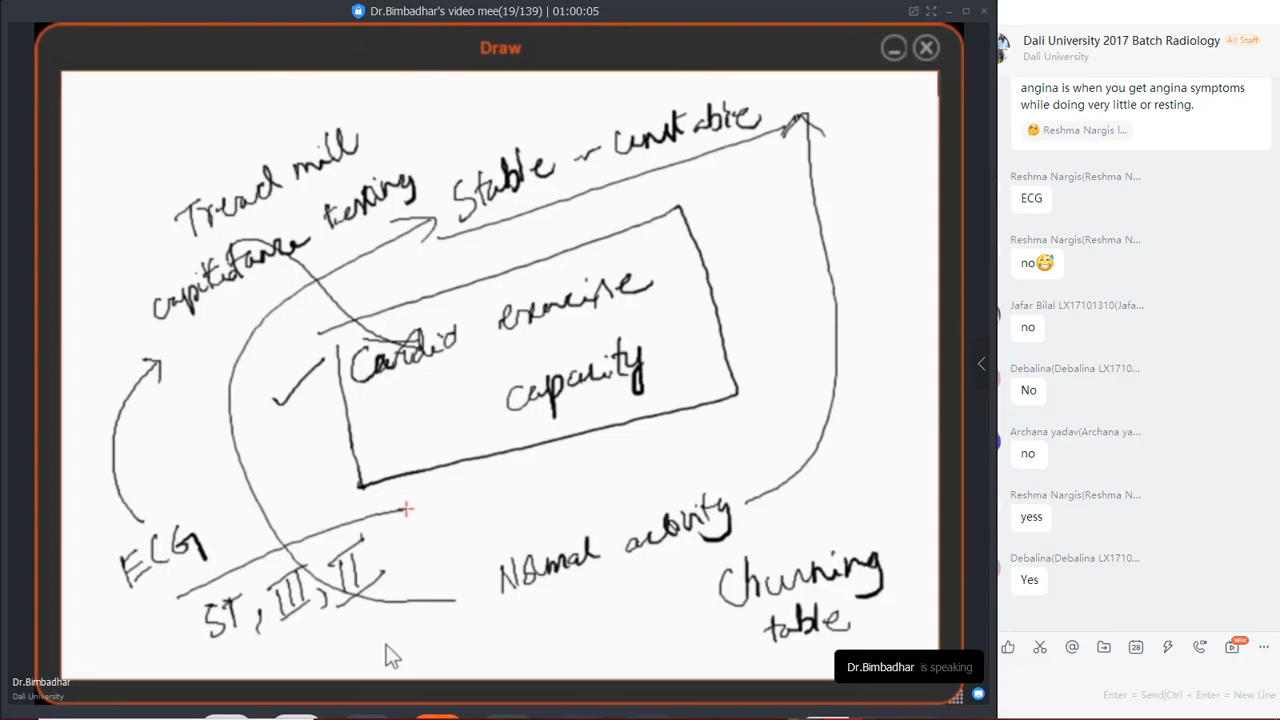 Dr.Bimbadhar's video mee(19/139) | 01:00:05
Draw
Tread mill
testing
Stable ~ unstable
Cardio exercise
capacity
ECG
ST, III, II
Normal activity
Churning
table
Dr.Bimbadhar
Dali University
Dr.Bimbadhar is speaking
Dali University 2017 Batch Radiology All Staff
Dali University
angina is when you get angina symptoms
while doing very little or resting.
Reshma Nargis l...
Reshma Nargis(Reshma N...
ECG
Reshma Nargis(Reshma N...
no😅
Jafar Bilal LX17101310(Jafa...
no
Debalina(Debalina LX1710...
No
Archana yadav(Archana ya...
no
Reshma Nargis(Reshma N...
yess
Debalina(Debalina LX1710...
Yes
28
NEW
Enter = Send|Ctrl + Enter = New Line